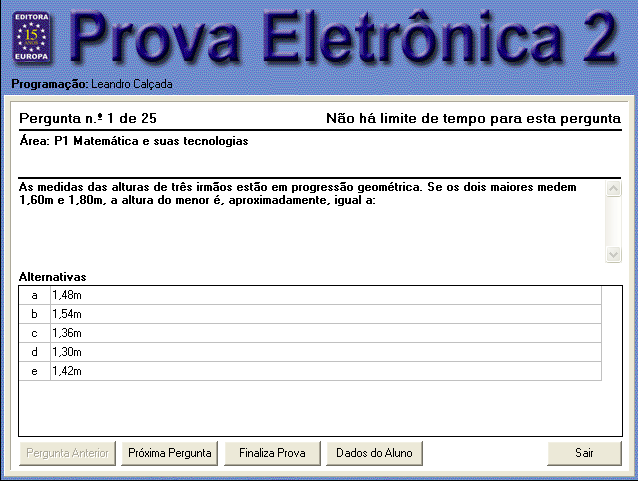 EDITORA
15
ANOS
EUROPA
Prova Eletrônica 2
Programação: Leandro Calçada
Pergunta n.º 1 de 25
Não há limite de tempo para esta pergunta
Área: P1 Matemática e suas tecnologias
As medidas das alturas de três irmãos estão em progressão geométrica. Se os dois maiores medem
1,60m e 1,80m, a altura do menor é, aproximadamente, igual a:
Alternativas
a 1,48m
b 1,54m
c 1,36m
d 1,30m
e 1,42m
Pergunta Anterior Próxima Pergunta Finaliza Prova Dados do Aluno Sair